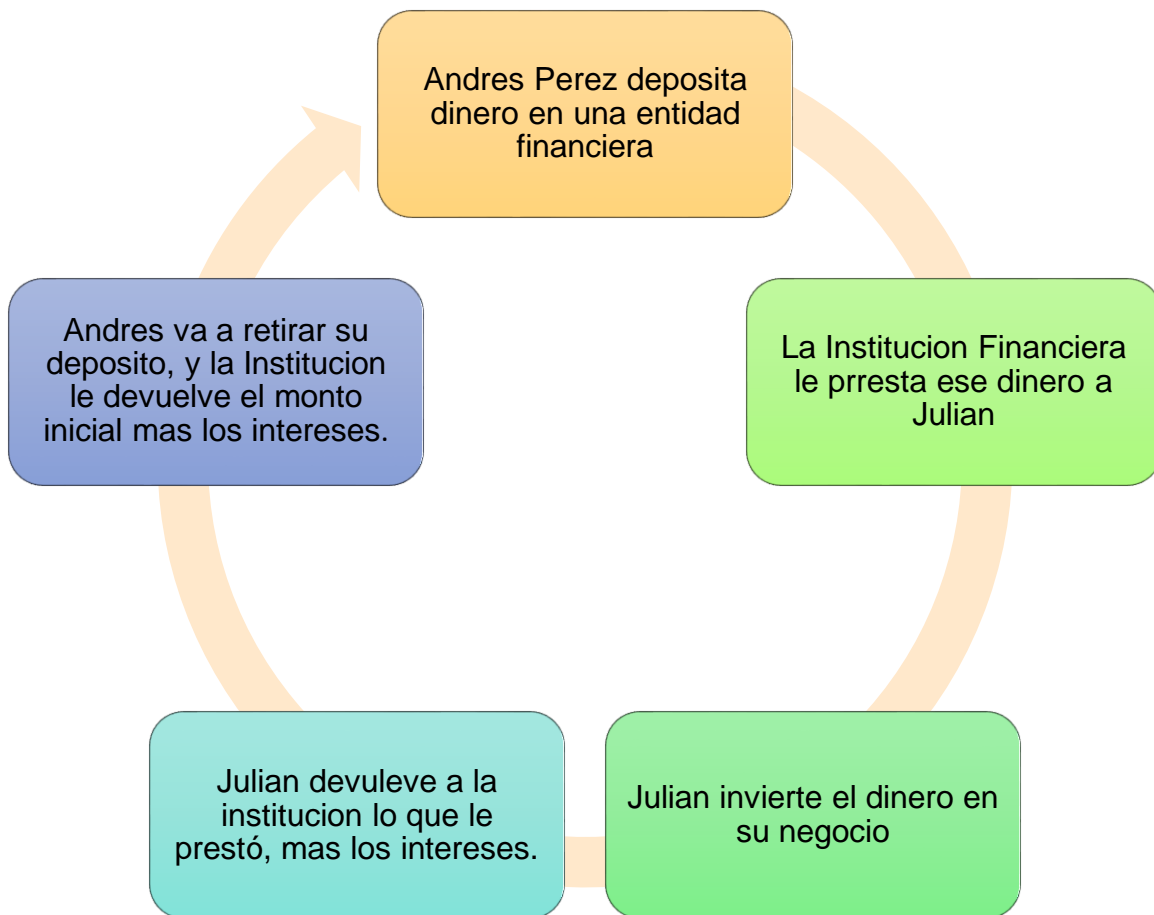 Andres Perez deposita
dinero en una entidad
financiera
La Institucion Financiera
le prresta ese dinero a
Julian
Julian invierte el dinero en
su negocio
Julian devuleve a la
institucion lo que le
prestó, mas los intereses.
Andres va a retirar su
deposito, y la Institucion
le devuelve el monto
inicial mas los intereses.